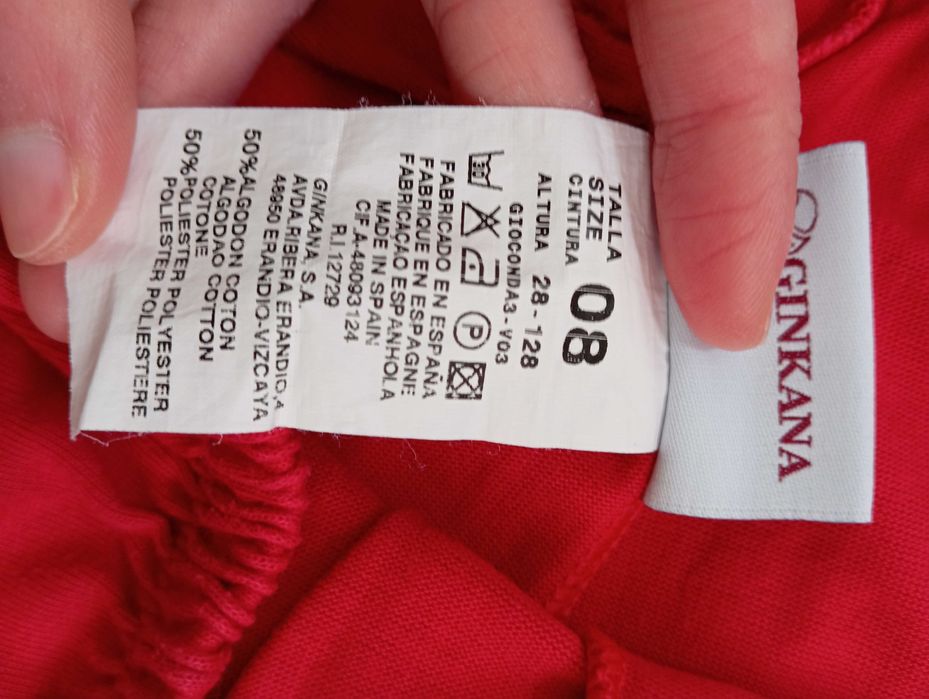 TALLA
SIZE 08
CINTURA
ALTURA 28-128
GIOCONDA3-V03
30 P
FABRICADO EN ESPAÑA
FABRIQUE EN ESPAGNE
FABRICAÇAO ESPANHOLA
MADE IN SPAIN
CIF.A-48093124
R.I.12729
GINKANA, S.A.
AVDA.RIBERA ERANDIO,4
48950 ERANDIO-VIZCAYA
50%ALGODON COTON
ALGODAO COTTON
COTONE
50%POLIESTER POLYESTER
POLIESTER POLIESTERE
GINKANA